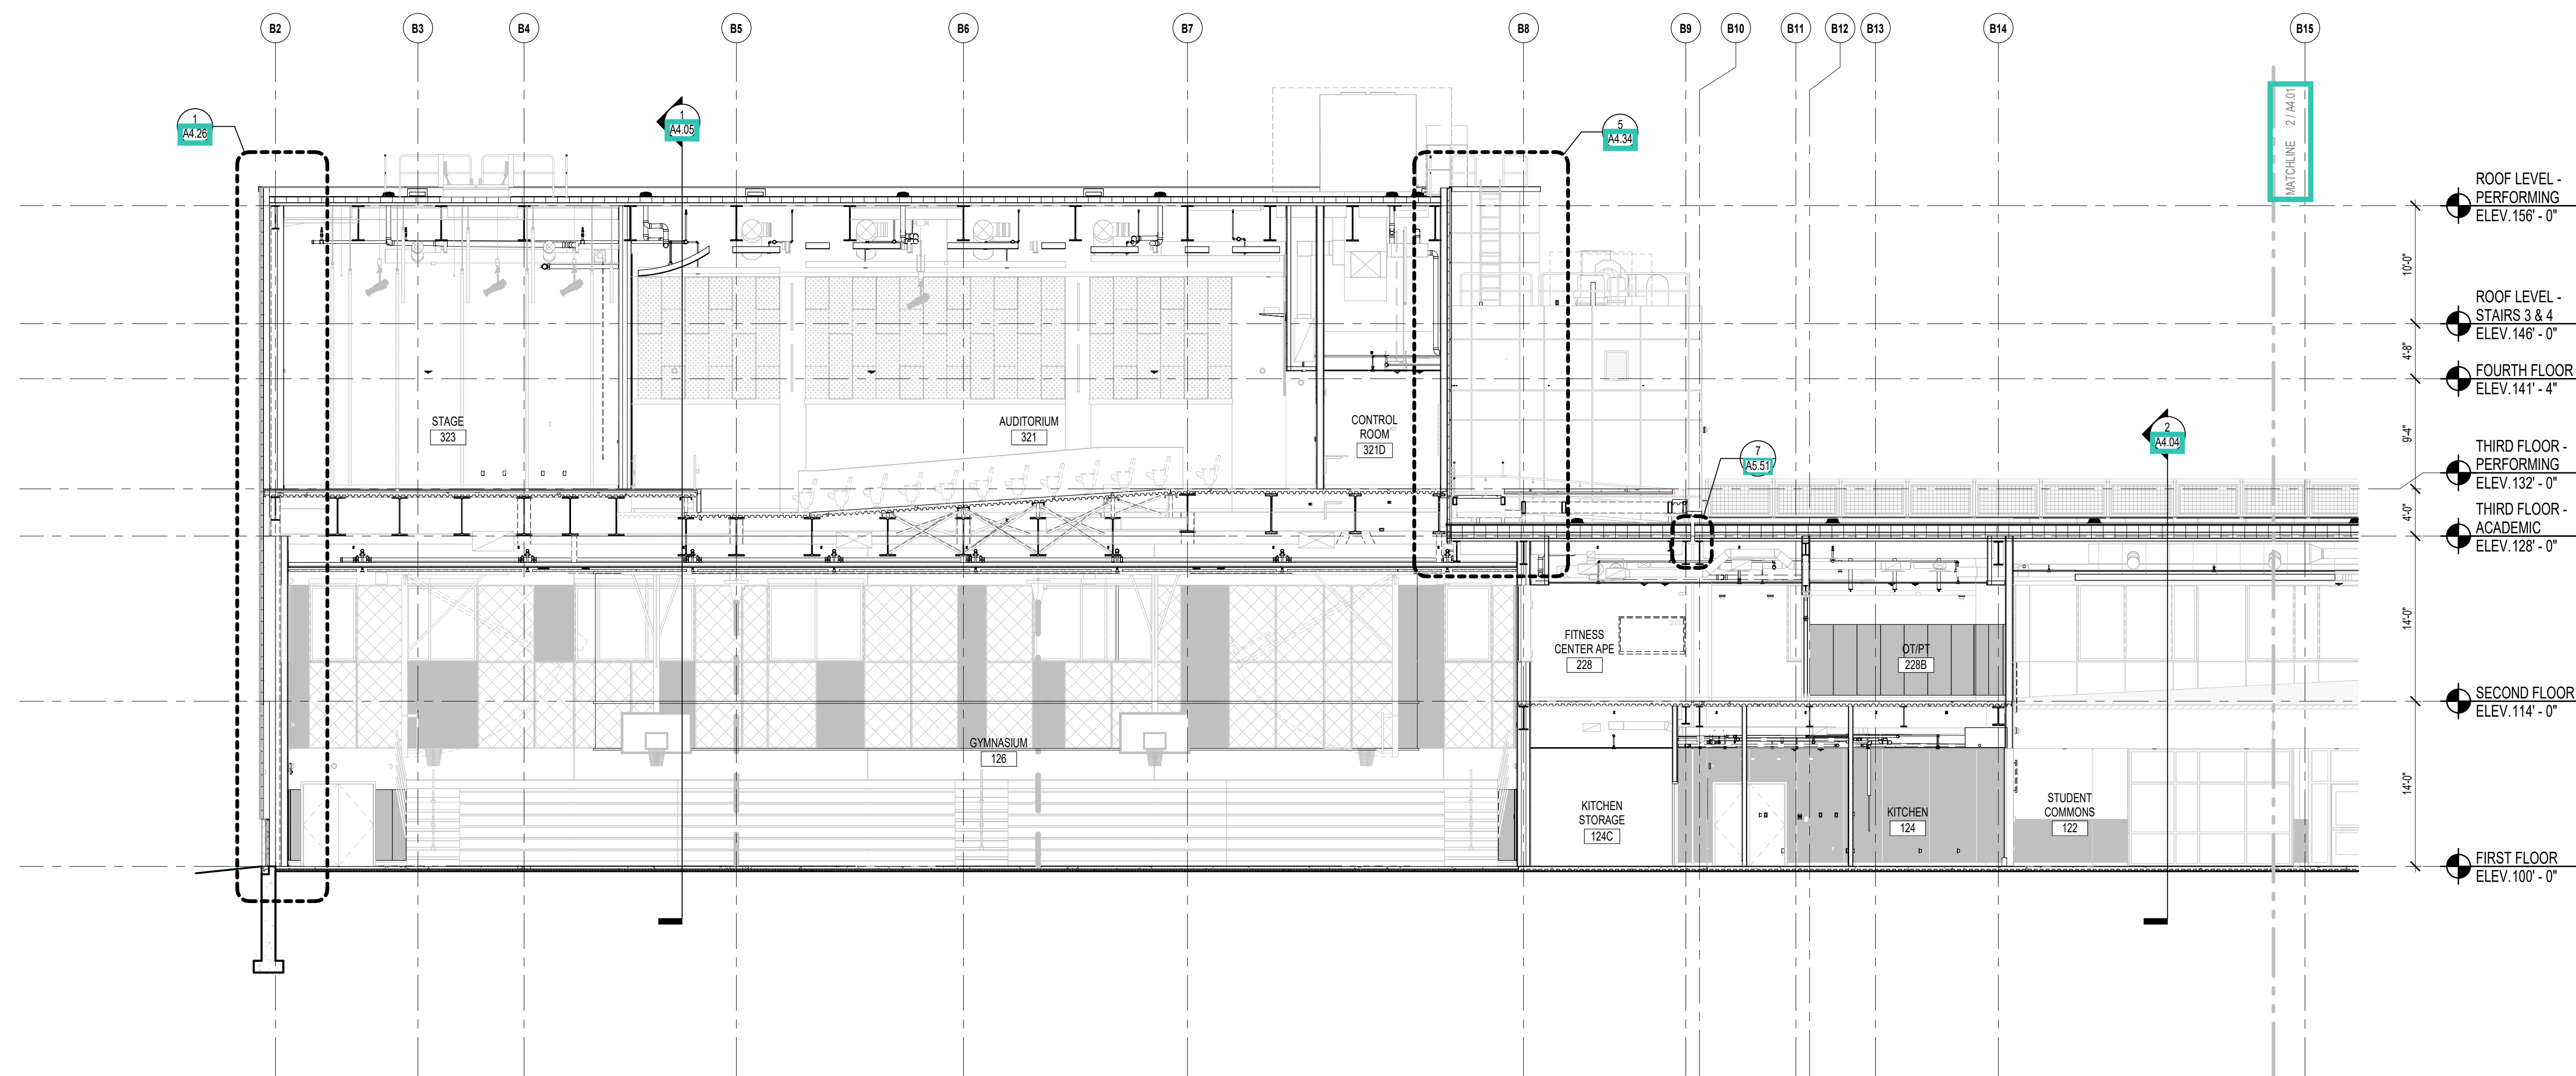 B2
B3
B4
B5
B6
B7
B8
B9
B10
B11
B12
B13
B14
B15
1
A4.26
1
A4.05
5
A4.34
MATCHLINE 2 / A4.01
ROOF LEVEL -
PERFORMING
ELEV. 156' - 0"
10'-0"
ROOF LEVEL -
STAIRS 3 & 4
ELEV. 146' - 0"
4'-8"
FOURTH FLOOR
ELEV. 141' - 4"
9'-4"
STAGE
323
AUDITORIUM
321
CONTROL
ROOM
321D
7
A5.51
2
A4.04
THIRD FLOOR -
PERFORMING
ELEV. 132' - 0"
4'-0"
THIRD FLOOR -
ACADEMIC
ELEV. 128' - 0"
14'-0"
FITNESS
CENTER APE
228
OT/PT
228B
SECOND FLOOR
ELEV. 114' - 0"
14'-0"
GYMNASIUM
126
KITCHEN
STORAGE
124C
KITCHEN
124
STUDENT
COMMONS
122
FIRST FLOOR
ELEV. 100' - 0"